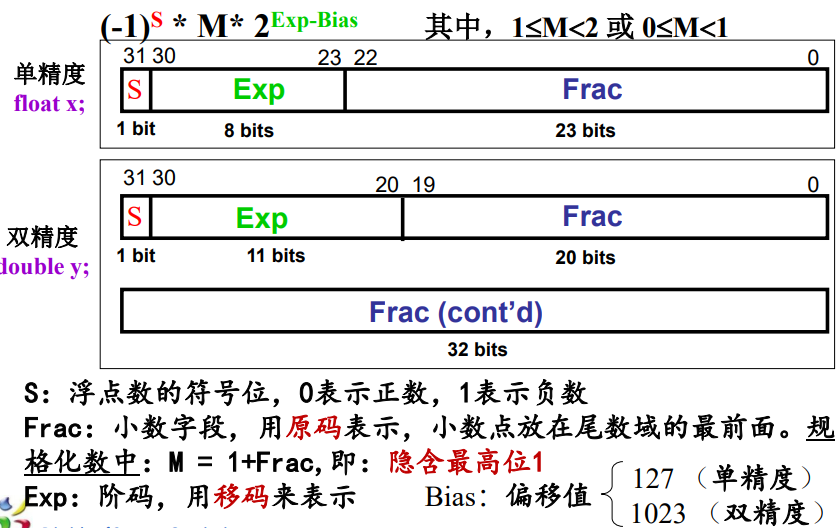 (-1)^S * M* 2^Exp-Bias 其中，1≤M<2 或 0≤M<1
31 30 23 22 0
单精度
float x;
S Exp Frac
1 bit 8 bits 23 bits
31 30 20 19 0
双精度
double y;
S Exp Frac
1 bit 11 bits 20 bits
Frac (cont'd)
32 bits
S: 浮点数的符号位，0表示正数，1表示负数
Frac: 小数字段，用原码表示，小数点放在尾数域的最前面。规
格化数中: M = 1+Frac,即: 隐含最高位1
Exp: 阶码，用移码来表示 Bias: 偏移值
127 （单精度）
1023 （双精度）